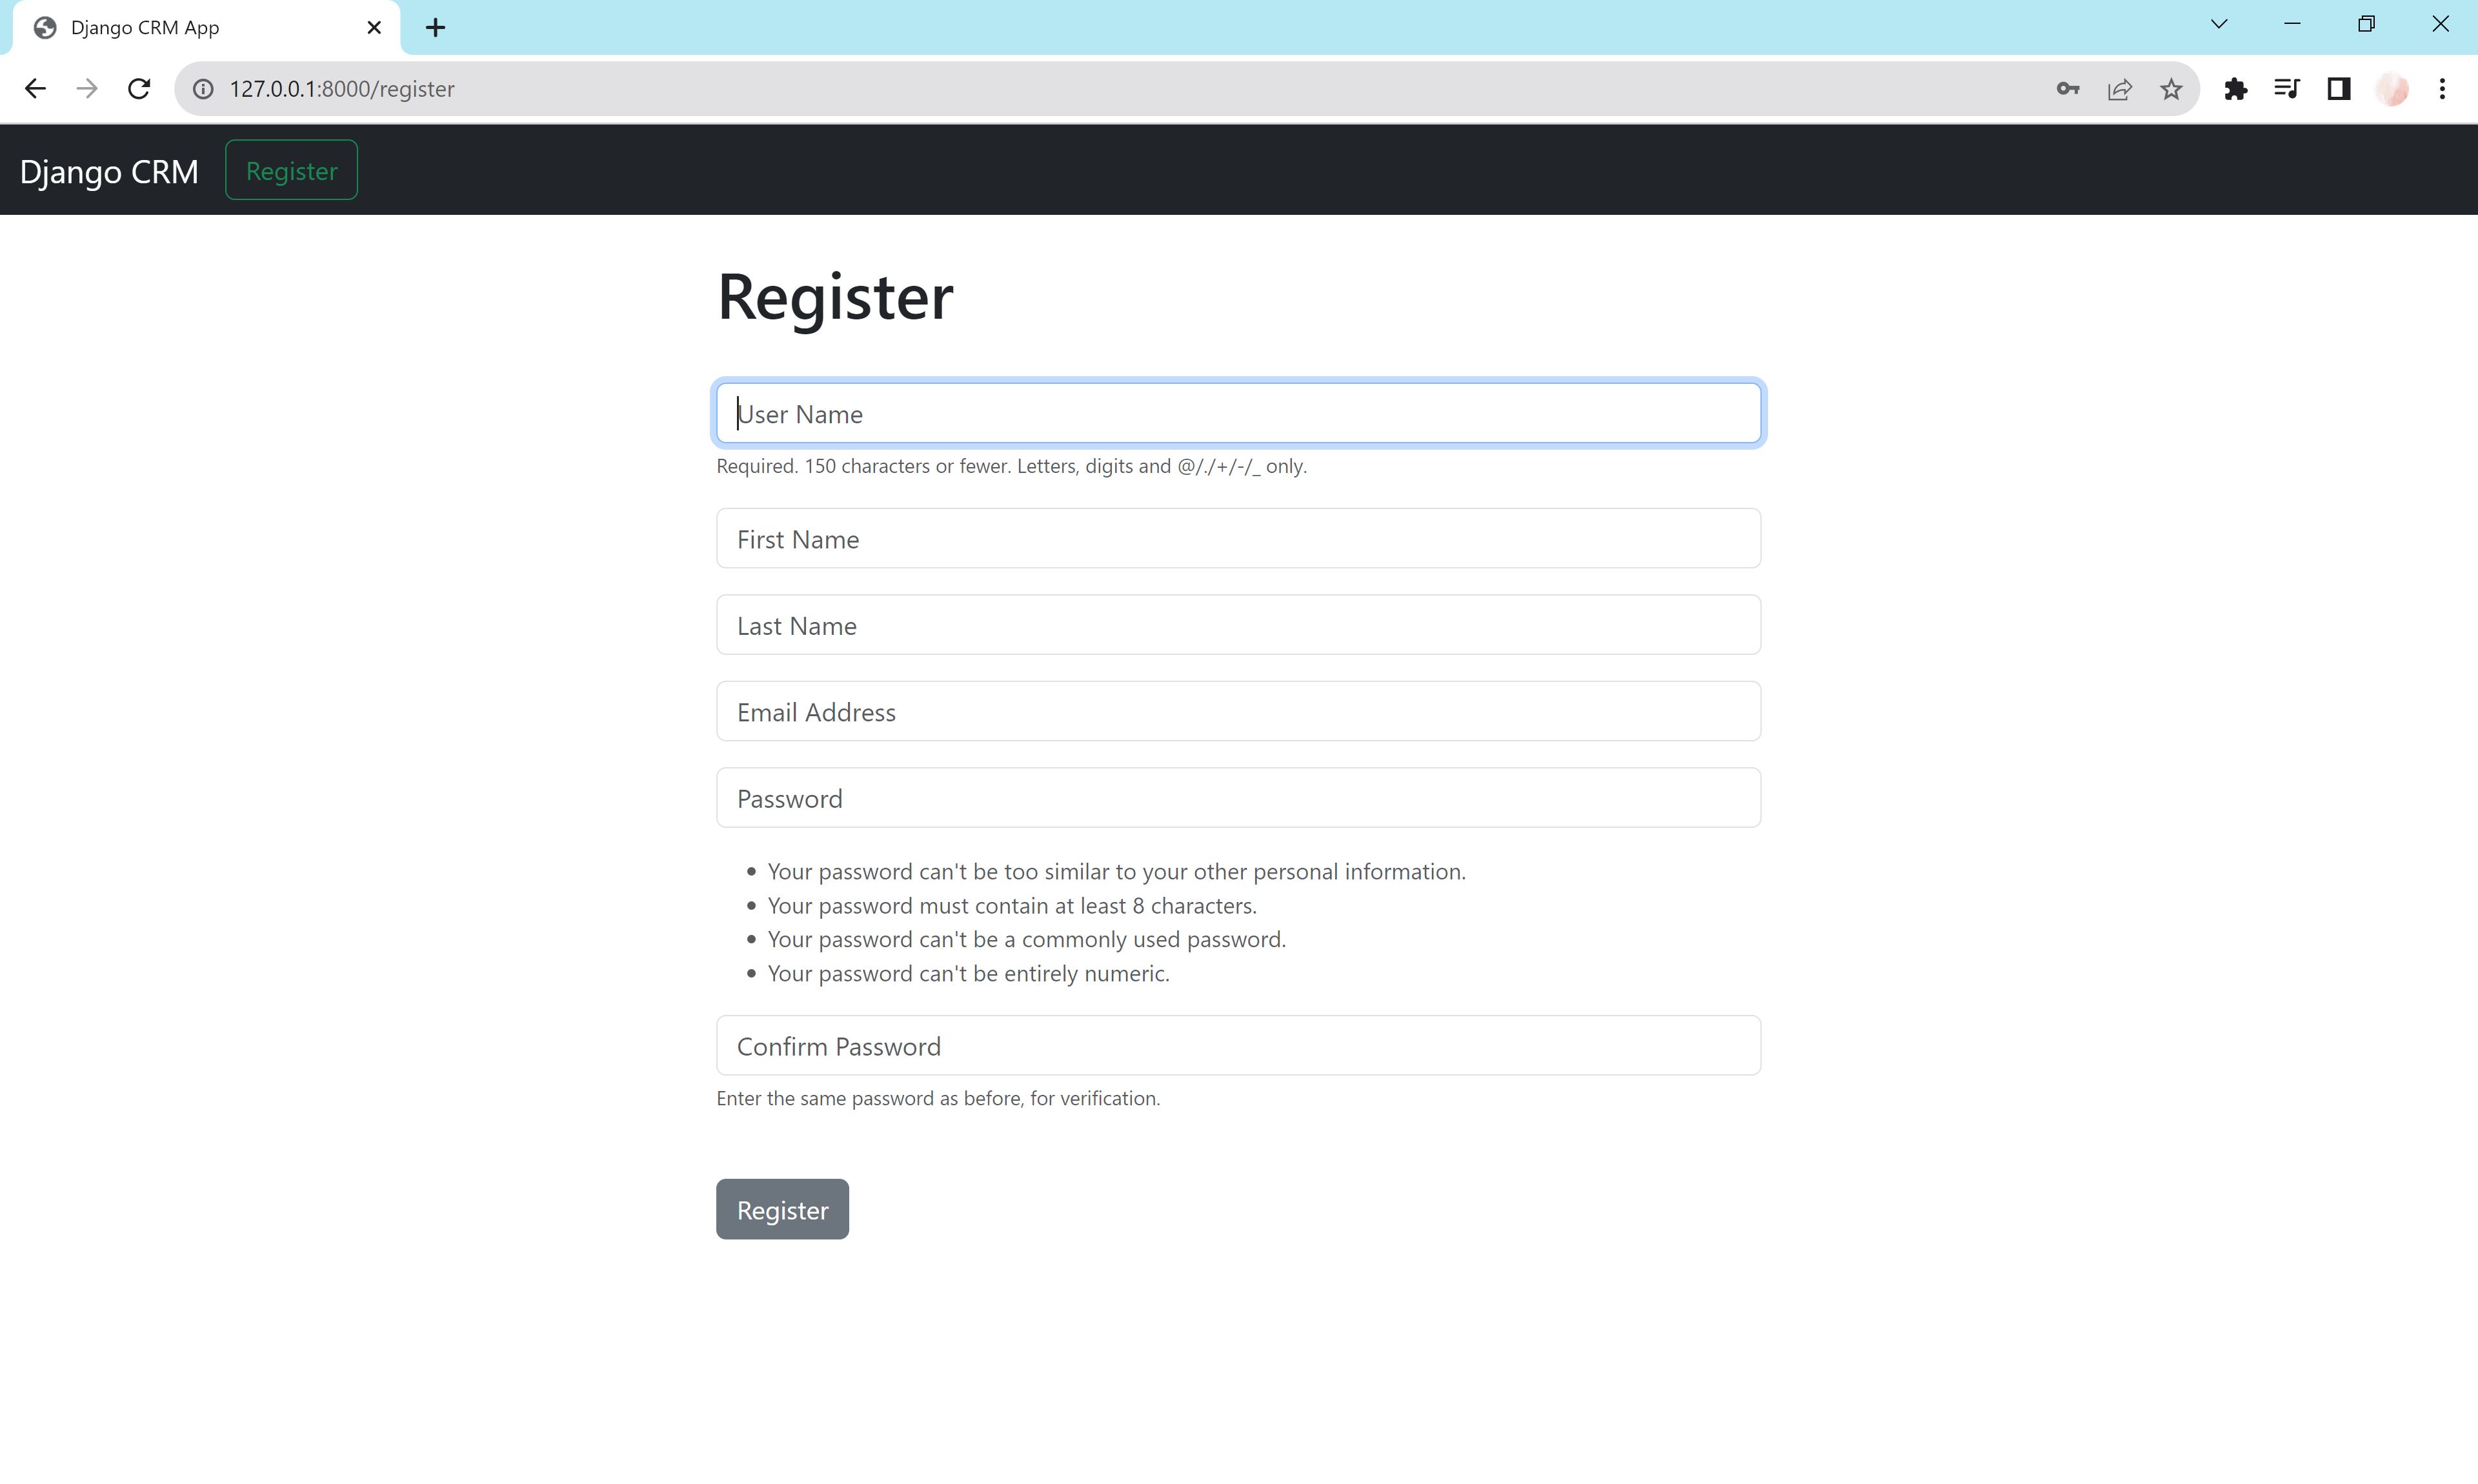 Django CRM App
127.0.0.1:8000/register
Django CRM Register
Register
User Name
Required. 150 characters or fewer. Letters, digits and @/./+/-/_ only.
First Name
Last Name
Email Address
Password
Your password can't be too similar to your other personal information.
Your password must contain at least 8 characters.
Your password can't be a commonly used password.
Your password can't be entirely numeric.
Confirm Password
Enter the same password as before, for verification.
Register